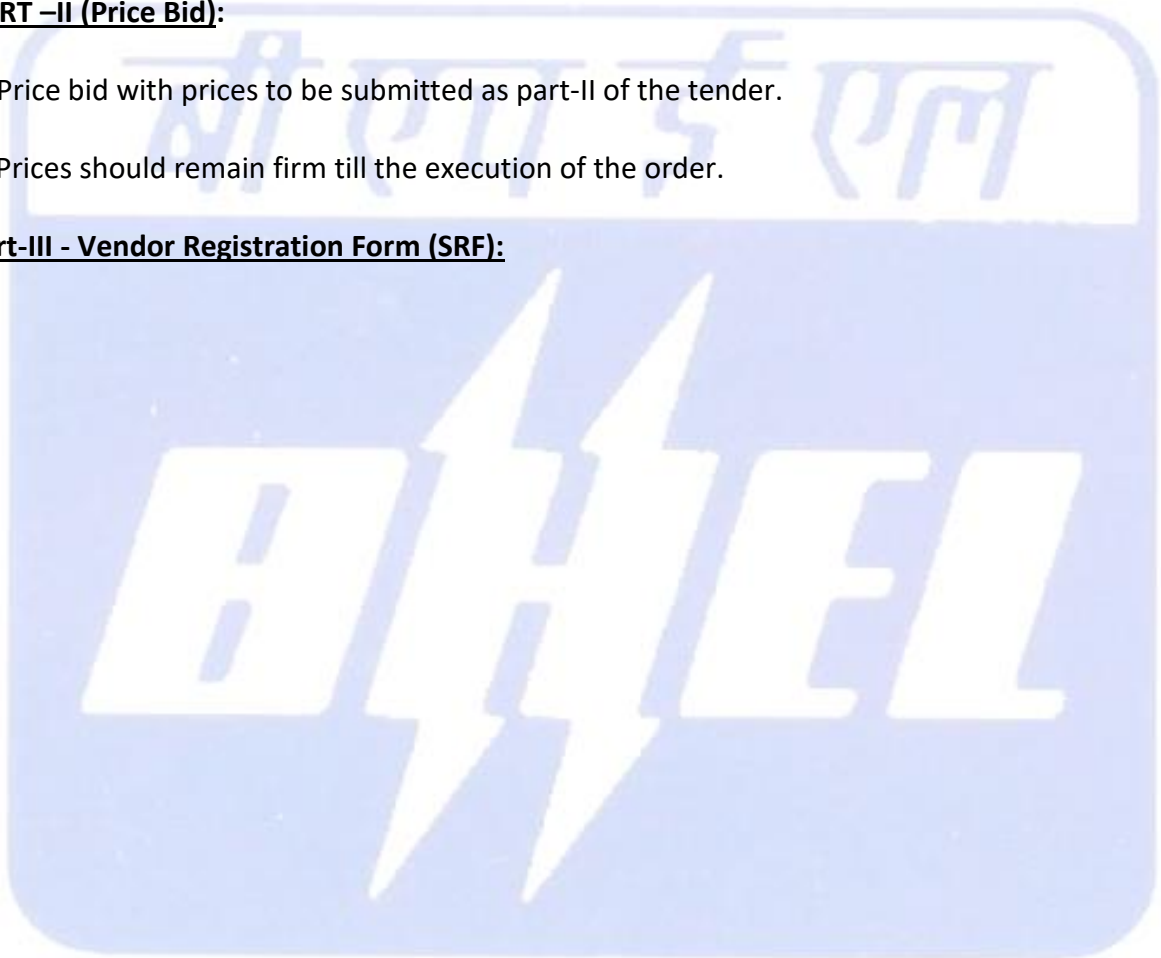 RT –II (Price Bid):
Price bid with prices to be submitted as part-II of the tender.
Prices should remain firm till the execution of the order.
rt-III - Vendor Registration Form (SRF):
बी एच ई एल
BHEL